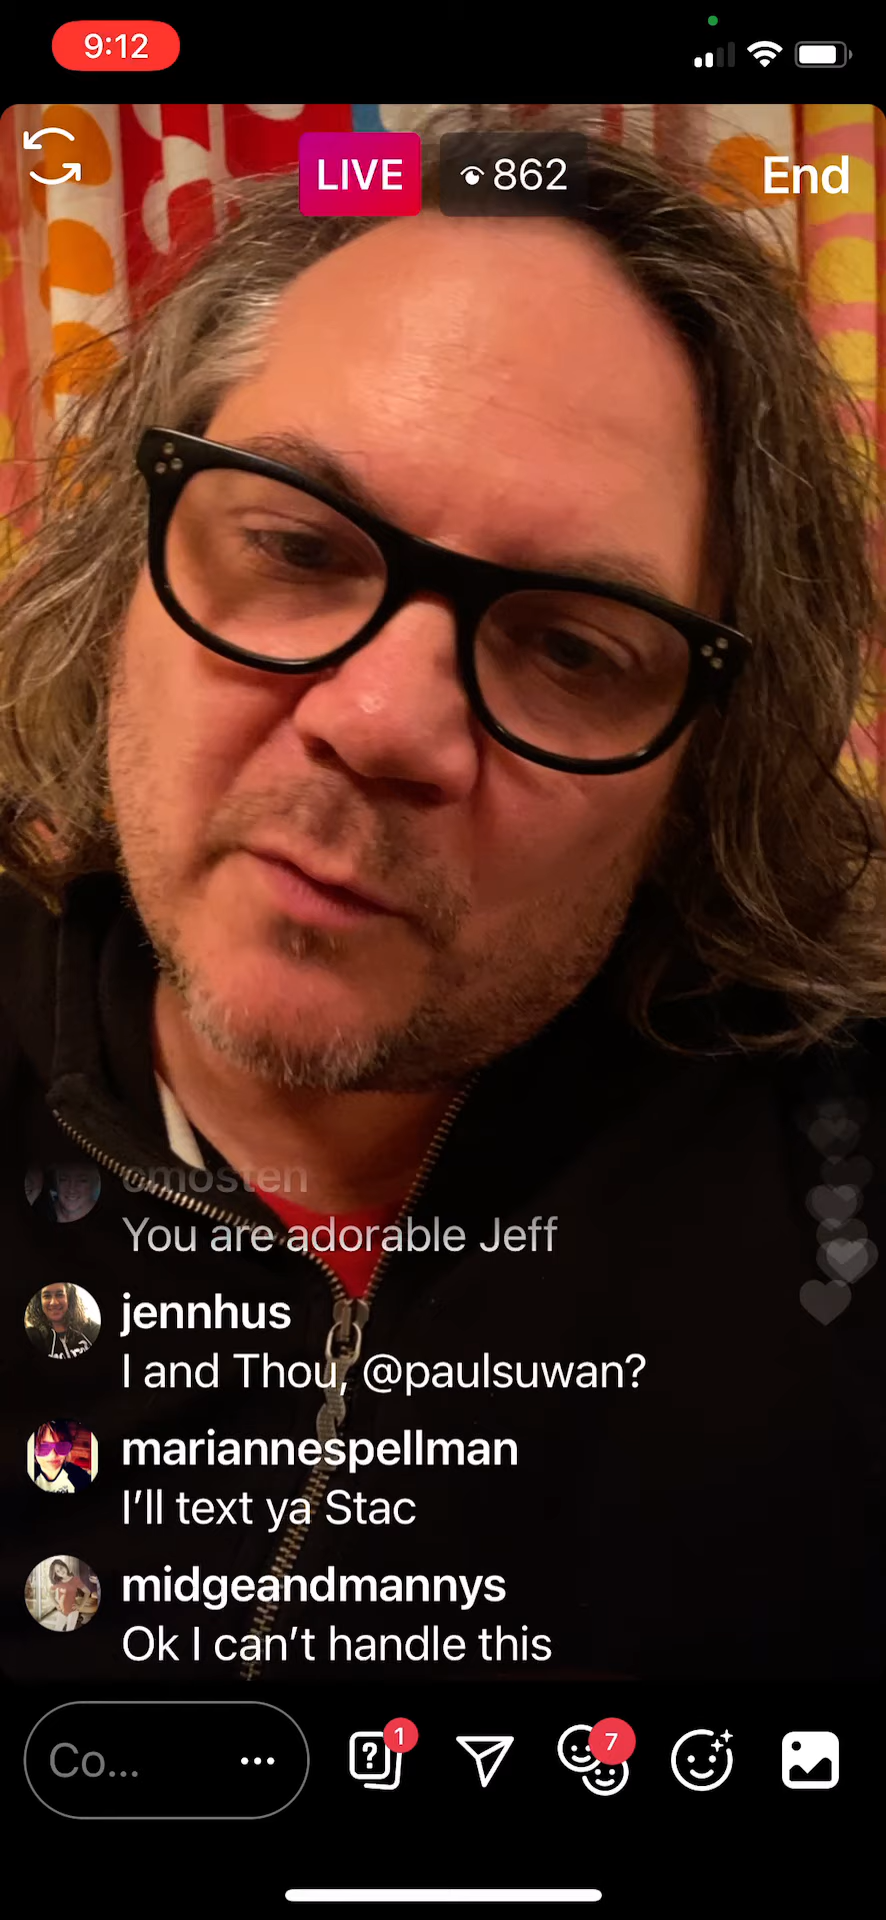 9:12
LIVE
862
End
cmosten
You are adorable Jeff
jennhus
I and Thou, @paulsuwan?
mariannespellman
I'll text ya Stac
midgeandmannys
Ok I can't handle this
Co...
?
1
7